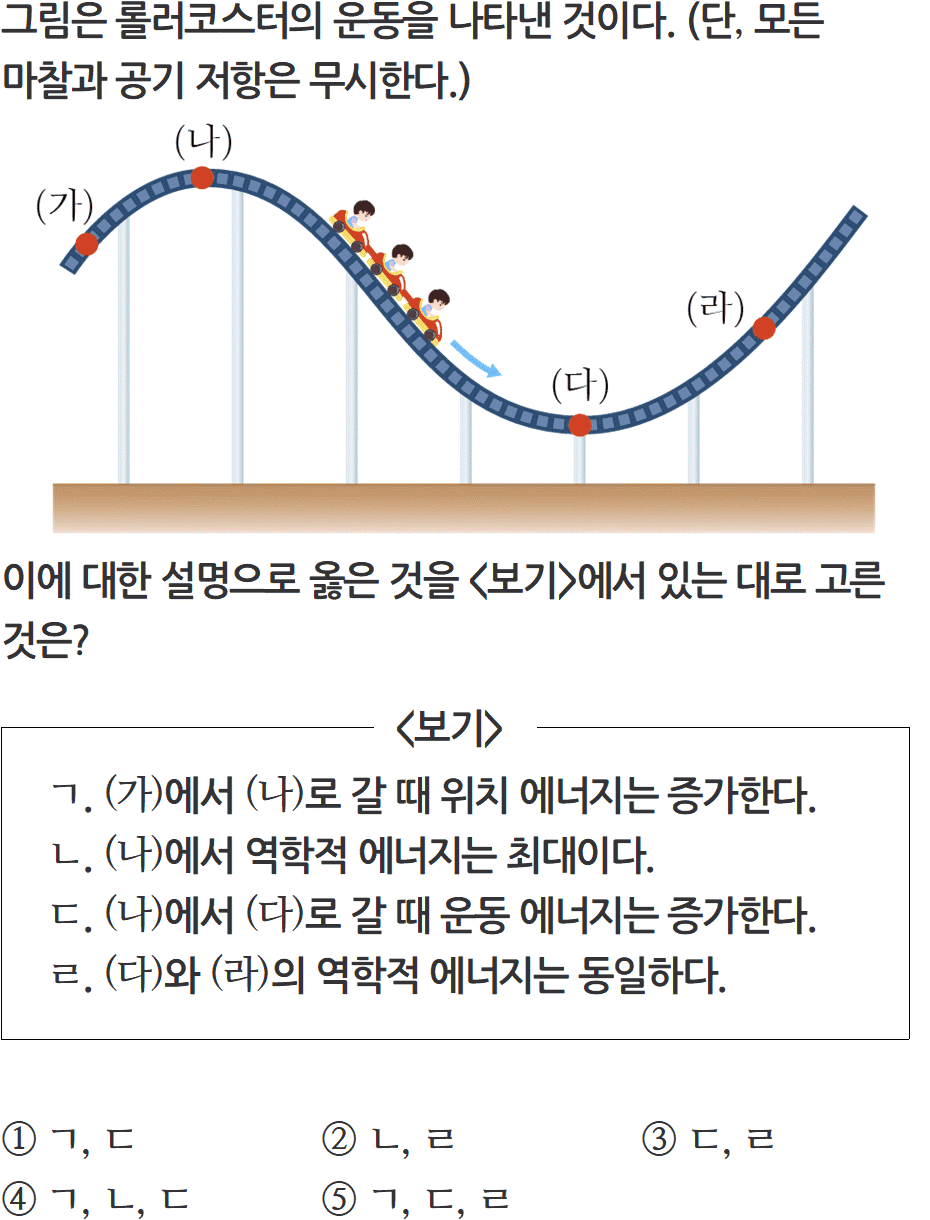 그림은 롤러코스터의 운동을 나타낸 것이다. (단, 모든
마찰과 공기 저항은 무시한다.)
(나)
(가)
(라)
(다)
이에 대한 설명으로 옳은 것을 <보기>에서 있는 대로 고른
것은?
<보기>
ㄱ. (가)에서 (나)로 갈 때 위치 에너지는 증가한다.
ㄴ. (나)에서 역학적 에너지는 최대이다.
ㄷ. (나)에서 (다)로 갈 때 운동 에너지는 증가한다.
ㄹ. (다)와 (라)의 역학적 에너지는 동일하다.
① ㄱ, ㄷ ② ㄴ, ㄹ ③ ㄷ, ㄹ
④ ㄱ, ㄴ, ㄷ ⑤ ㄱ, ㄷ, ㄹ